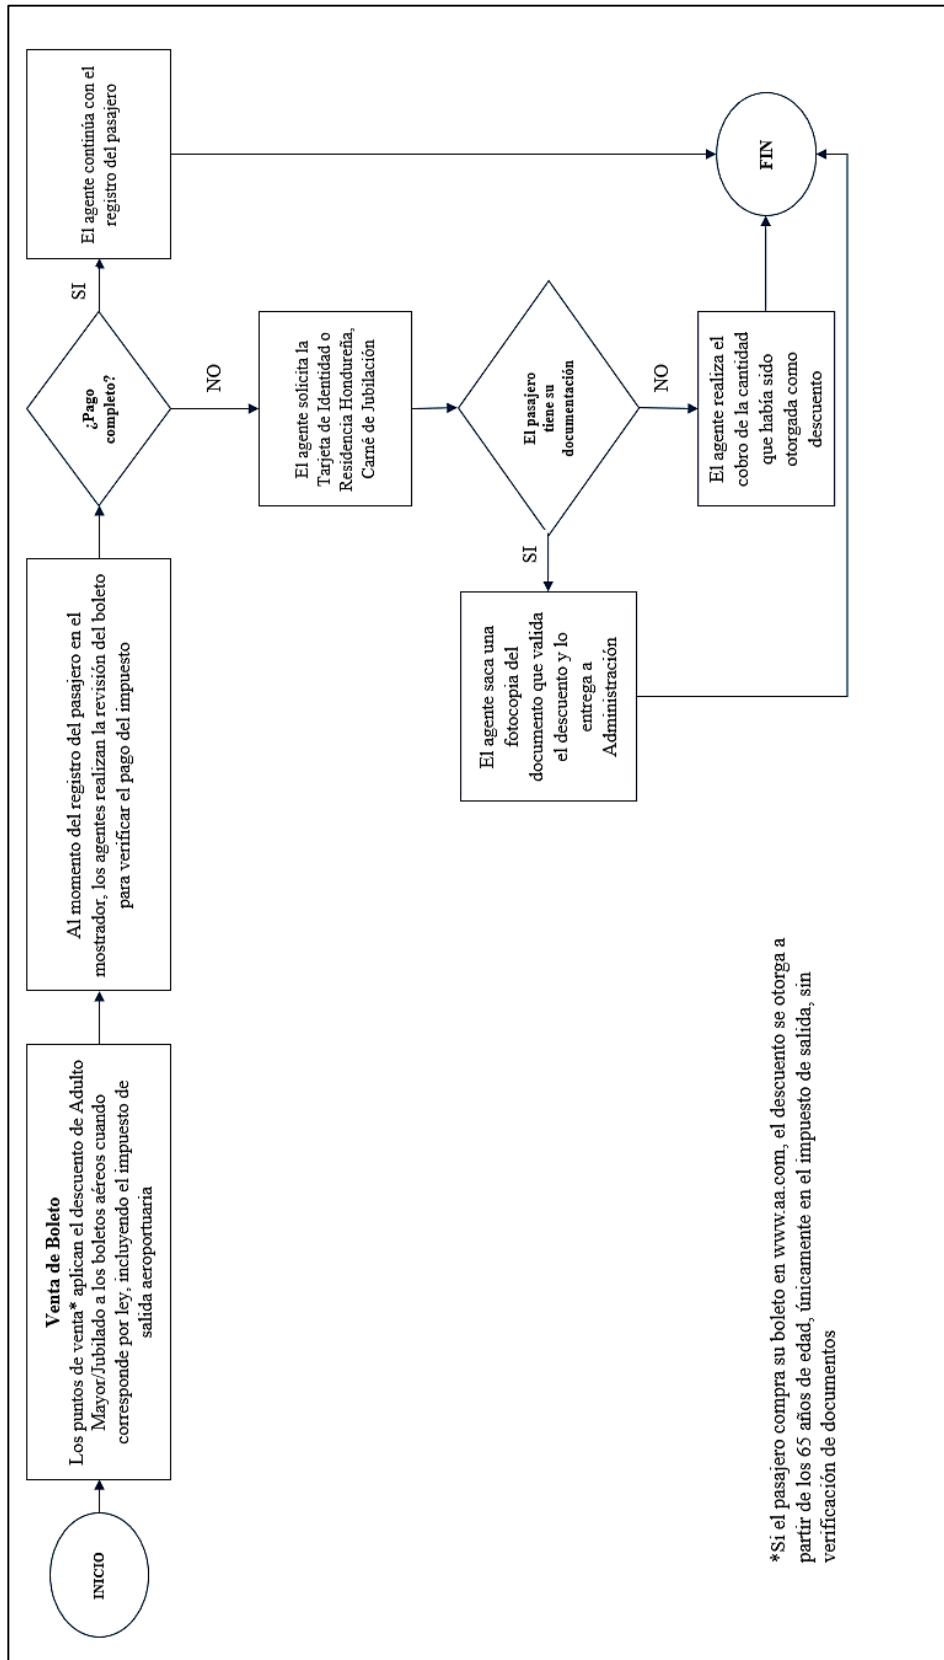 INICIO
Venta de Boleto
Los puntos de venta* aplican el descuento de Adulto
Mayor/Jubilado a los boletos aéreos cuando
corresponde por ley, incluyendo el impuesto de
salida aeroportuaria
Al momento del registro del pasajero en el
mostrador, los agentes realizan la revisión del boleto
para verificar el pago del impuesto
¿Pago
completo?
SI
El agente continúa con el
registro del pasajero
NO
El agente solicita la
Tarjeta de Identidad o
Residencia Hondureña,
Carné de Jubilación
El pasajero
tiene su
documentación
SI
El agente saca una
fotocopia del
documento que valida
el descuento y lo
entrega a
Administración
NO
El agente realiza el
cobro de la cantidad
que había sido
otorgada como
descuento
FIN
*Si el pasajero compra su boleto en www.aa.com, el descuento se otorga a
partir de los 65 años de edad, únicamente en el impuesto de salida, sin
verificación de documentos